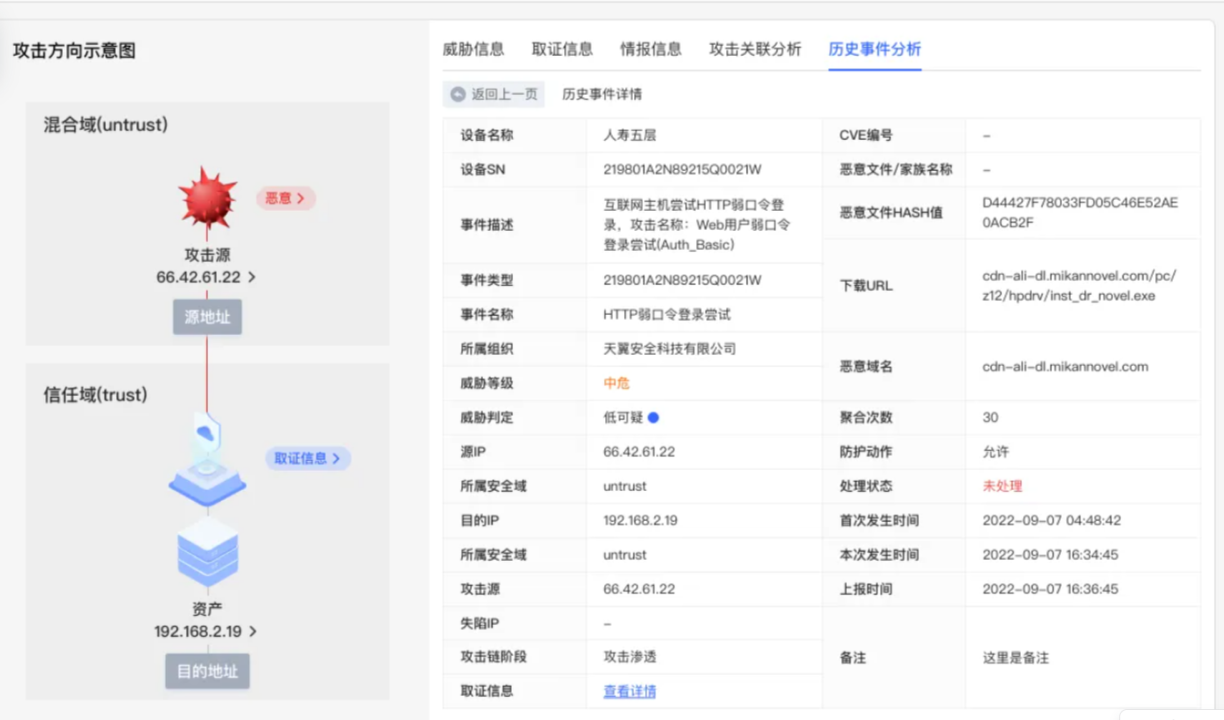 攻击方向示意图
混合域(untrust)
恶意 >
攻击源
66.42.61.22 >
源地址
信任域(trust)
取证信息 >
资产
192.168.2.19 >
目的地址
威胁信息 取证信息 情报信息 攻击关联分析 历史事件分析
返回上一页 历史事件详情
设备名称 人寿五层
设备SN 219801A2N89215Q0021W
事件描述 互联网主机尝试HTTP弱口令登
录，攻击名称：Web用户弱口令
登录尝试(Auth_Basic)
事件类型 219801A2N89215Q0021W
事件名称 HTTP弱口令登录尝试
所属组织 天翼安全科技有限公司
威胁等级 中危
威胁判定 低可疑
源IP 66.42.61.22
所属安全域 untrust
目的IP 192.168.2.19
所属安全域 untrust
攻击源 66.42.61.22
失陷IP –
攻击链阶段 攻击渗透
取证信息 查看详情
CVE编号 –
恶意文件/家族名称 –
恶意文件HASH值 D44427F78033FD05C46E52AE
0ACB2F
下载URL cdn-ali-dl.mikannovel.com/pc/
z12/hpdrv/inst_dr_novel.exe
恶意域名 cdn-ali-dl.mikannovel.com
聚合次数 30
防护动作 允许
处理状态 未处理
首次发生时间 2022-09-07 04:48:42
本次发生时间 2022-09-07 16:34:45
上报时间 2022-09-07 16:36:45
备注 这里是备注